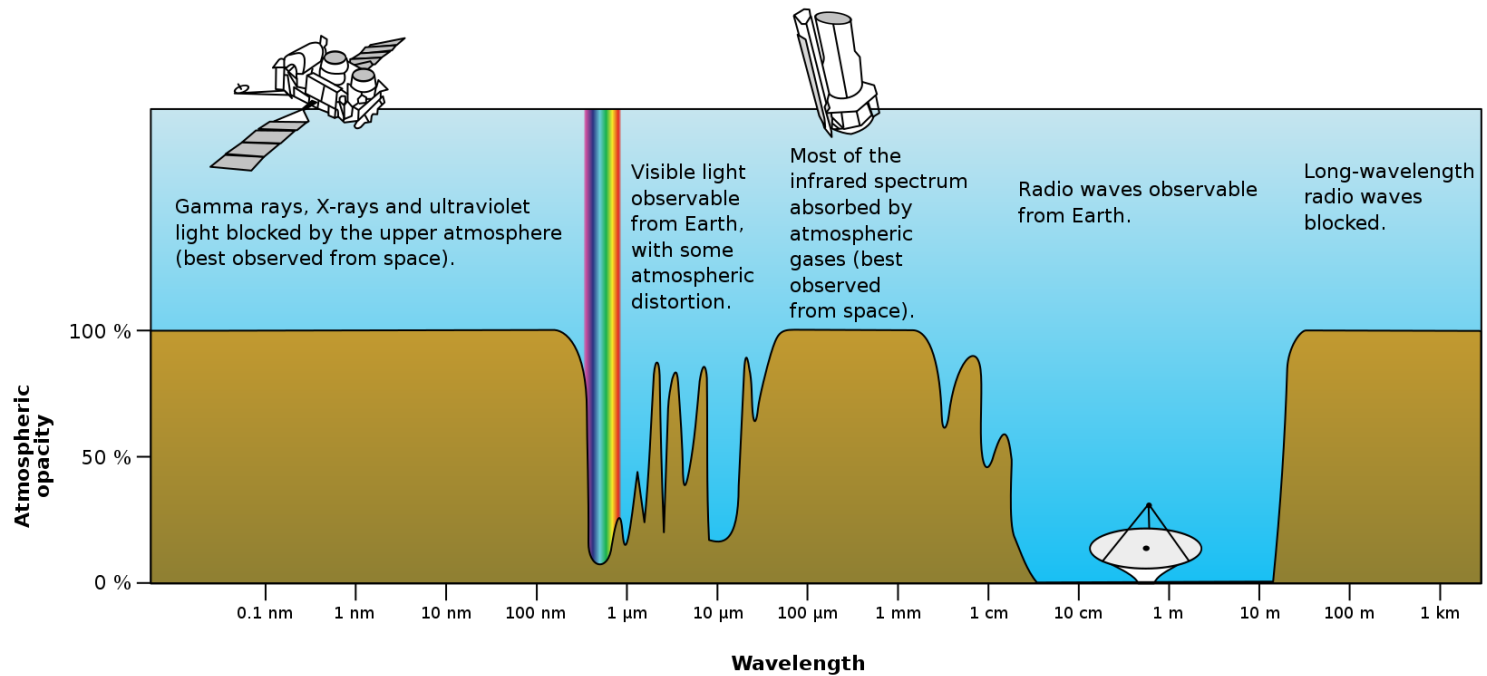 Gamma rays, X-rays and ultraviolet
light blocked by the upper atmosphere
(best observed from space).
Visible light
observable
from Earth,
with some
atmospheric
distortion.
Most of the
infrared spectrum
absorbed by
atmospheric
gases (best
observed
from space).
Radio waves observable
from Earth.
Long-wavelength
radio waves
blocked.
Atmospheric
opacity
100 %
50 %
0 %
0.1 nm
1 nm
10 nm
100 nm
1 µm
10 µm
100 µm
1 mm
1 cm
10 cm
1 m
10 m
100 m
1 km
Wavelength